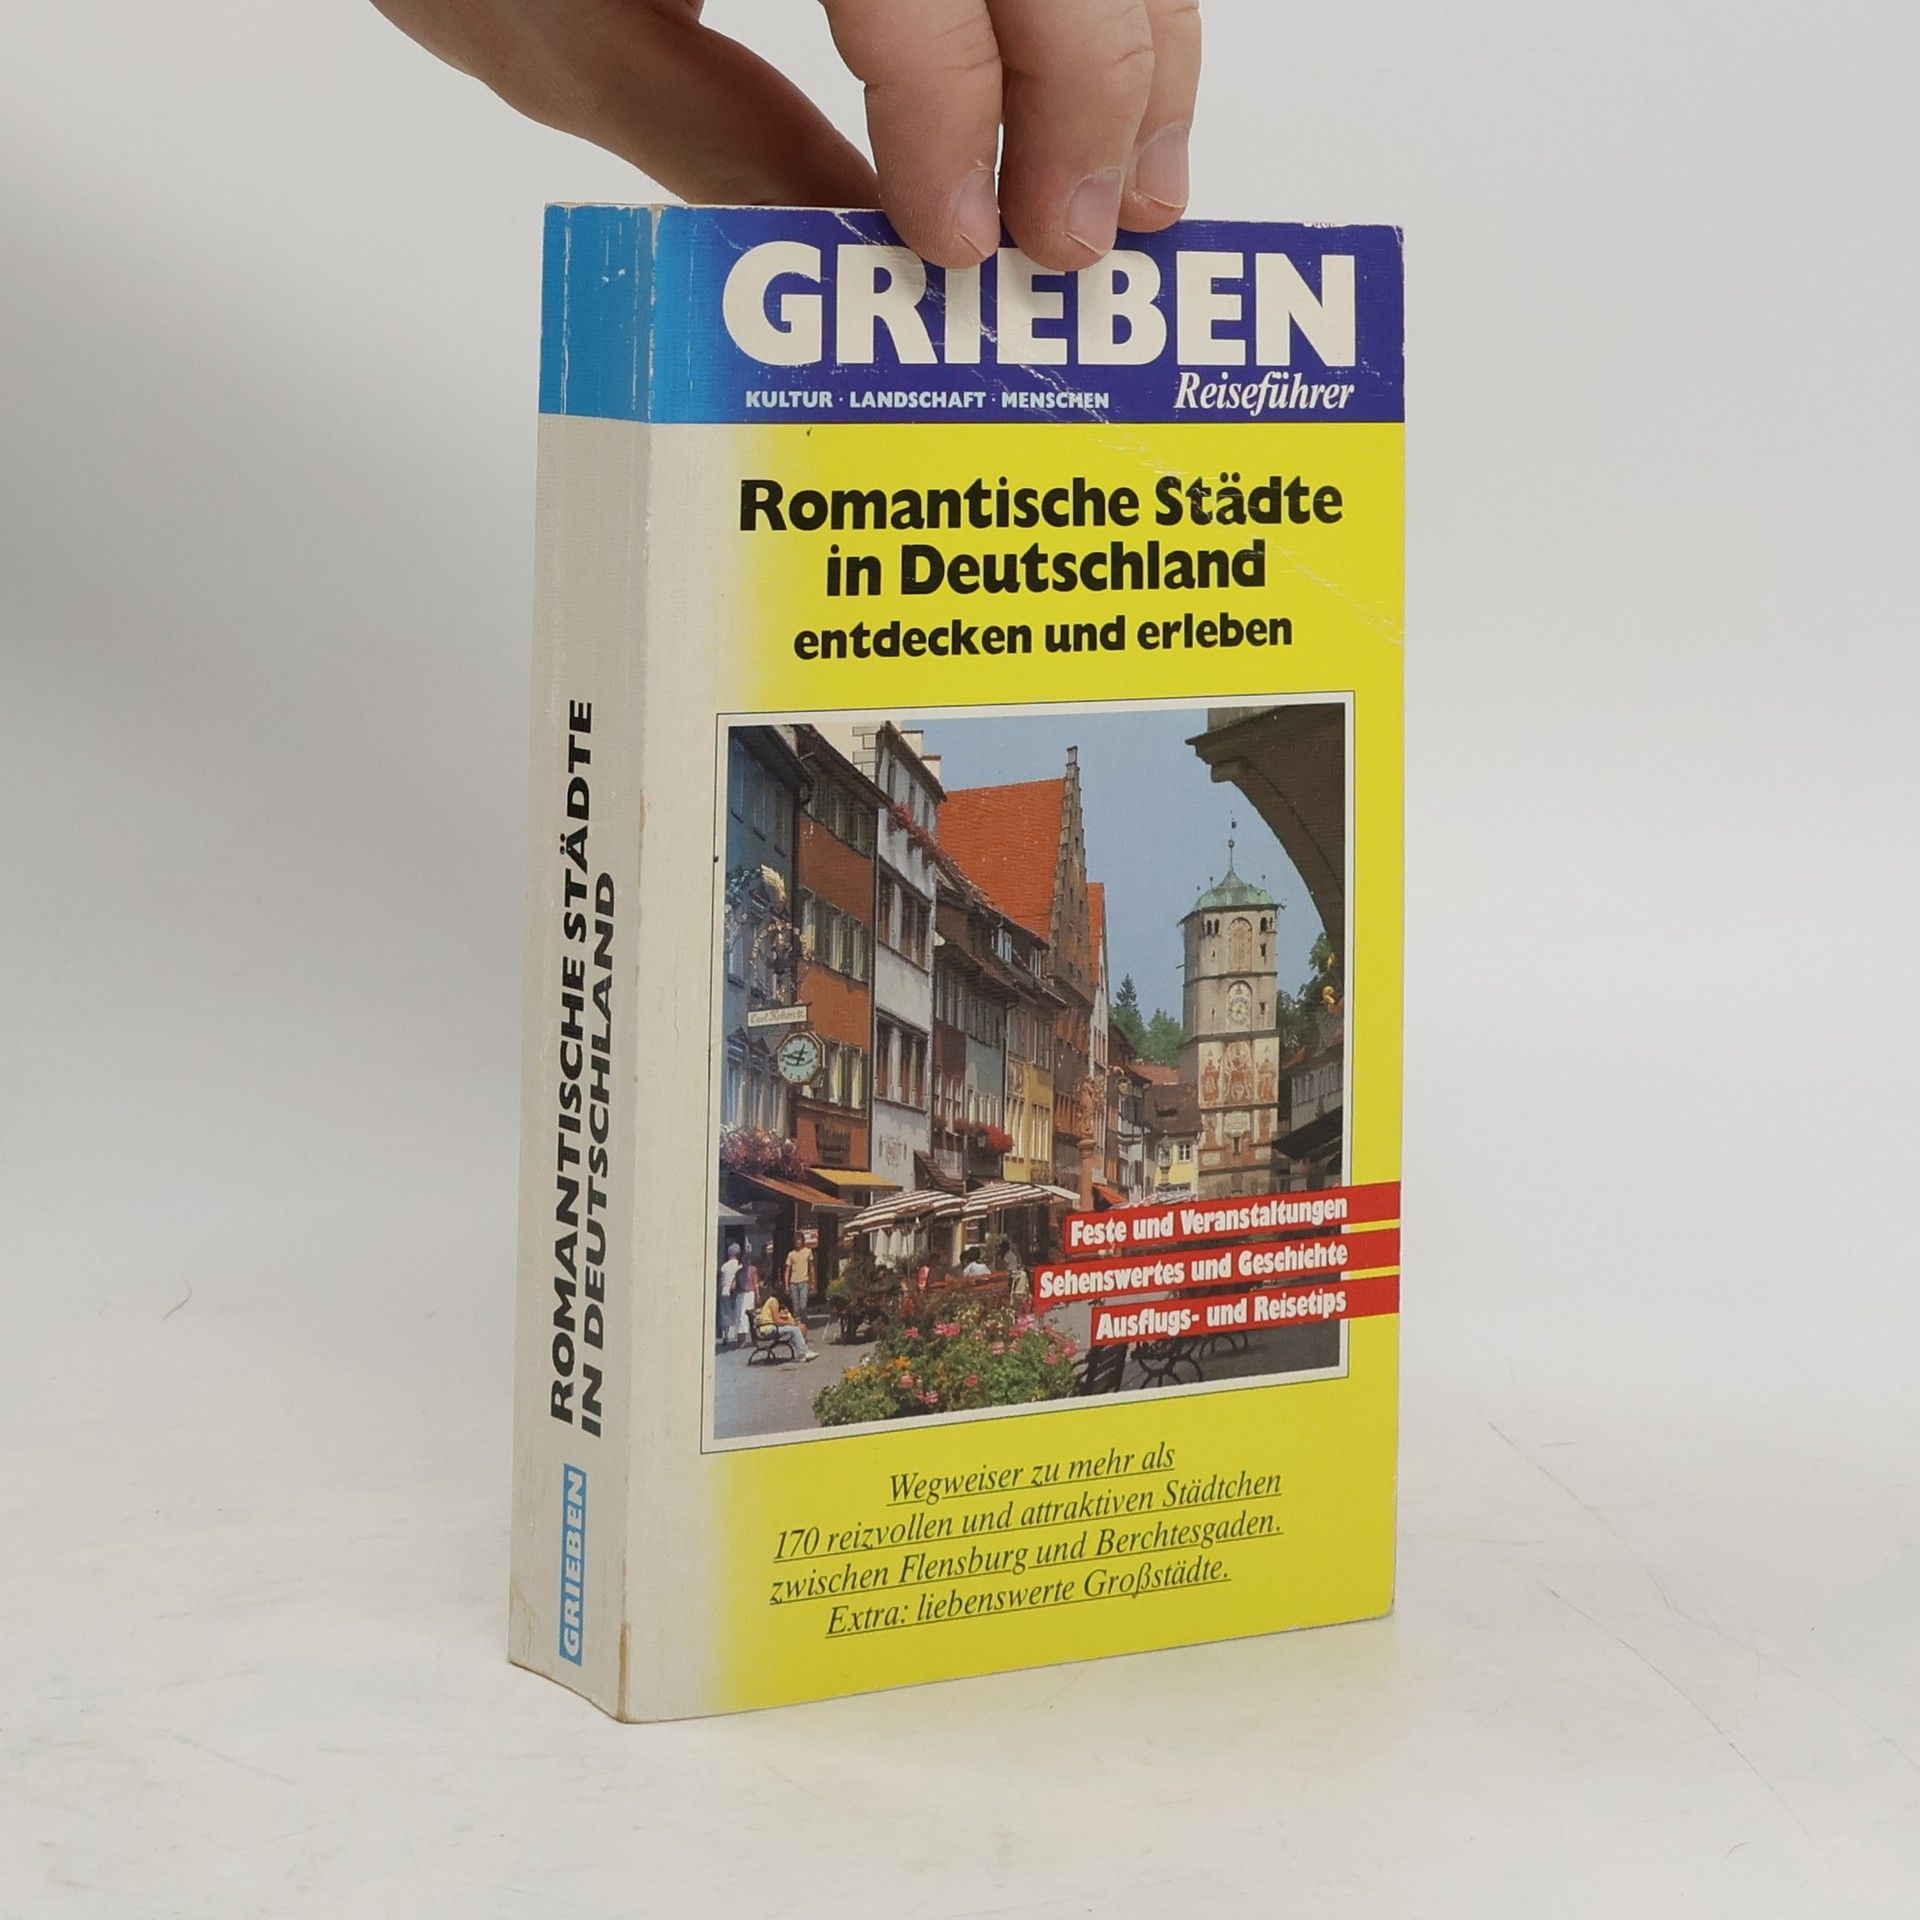 GRIEBEN
KULTUR · LANDSCHAFT · MENSCHEN
Reiseführer
Romantische Städte
in Deutschland
entdecken und erleben
Feste und Veranstaltungen
Sehenswertes und Geschichte
Ausflugs- und Reisetips
Wegweiser zu mehr als
170 reizvollen und attraktiven Städtchen
zwischen Flensburg und Berchtesgaden.
Extra: liebenswerte Großstädte.
ROMANTISCHE STÄDTE
IN DEUTSCHLAND
GRIEBEN